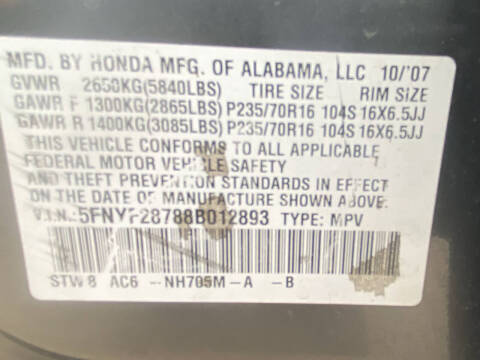 MFD. BY HONDA MFG. OF ALABAMA, LLC 10/'07
GVWR 2650KG(5840LBS) TIRE SIZE RIM SIZE
GAWR F 1300KG(2865LBS) P235/70R16 104S 16X6.5JJ
GAWR R 1400KG(3085LBS) P235/70R16 104S 16X6.5JJ
THIS VEHICLE CONFORMS TO ALL APPLICABLE
FEDERAL MOTOR VEHICLE SAFETY
AND THEFT PREVENTION STANDARDS IN EFFECT
ON THE DATE OF MANUFACTURE SHOWN ABOVE.
V.I.N.:5FNYF28788B012893 TYPE: MPV
STW 8 AC6 -NH705M-A -B